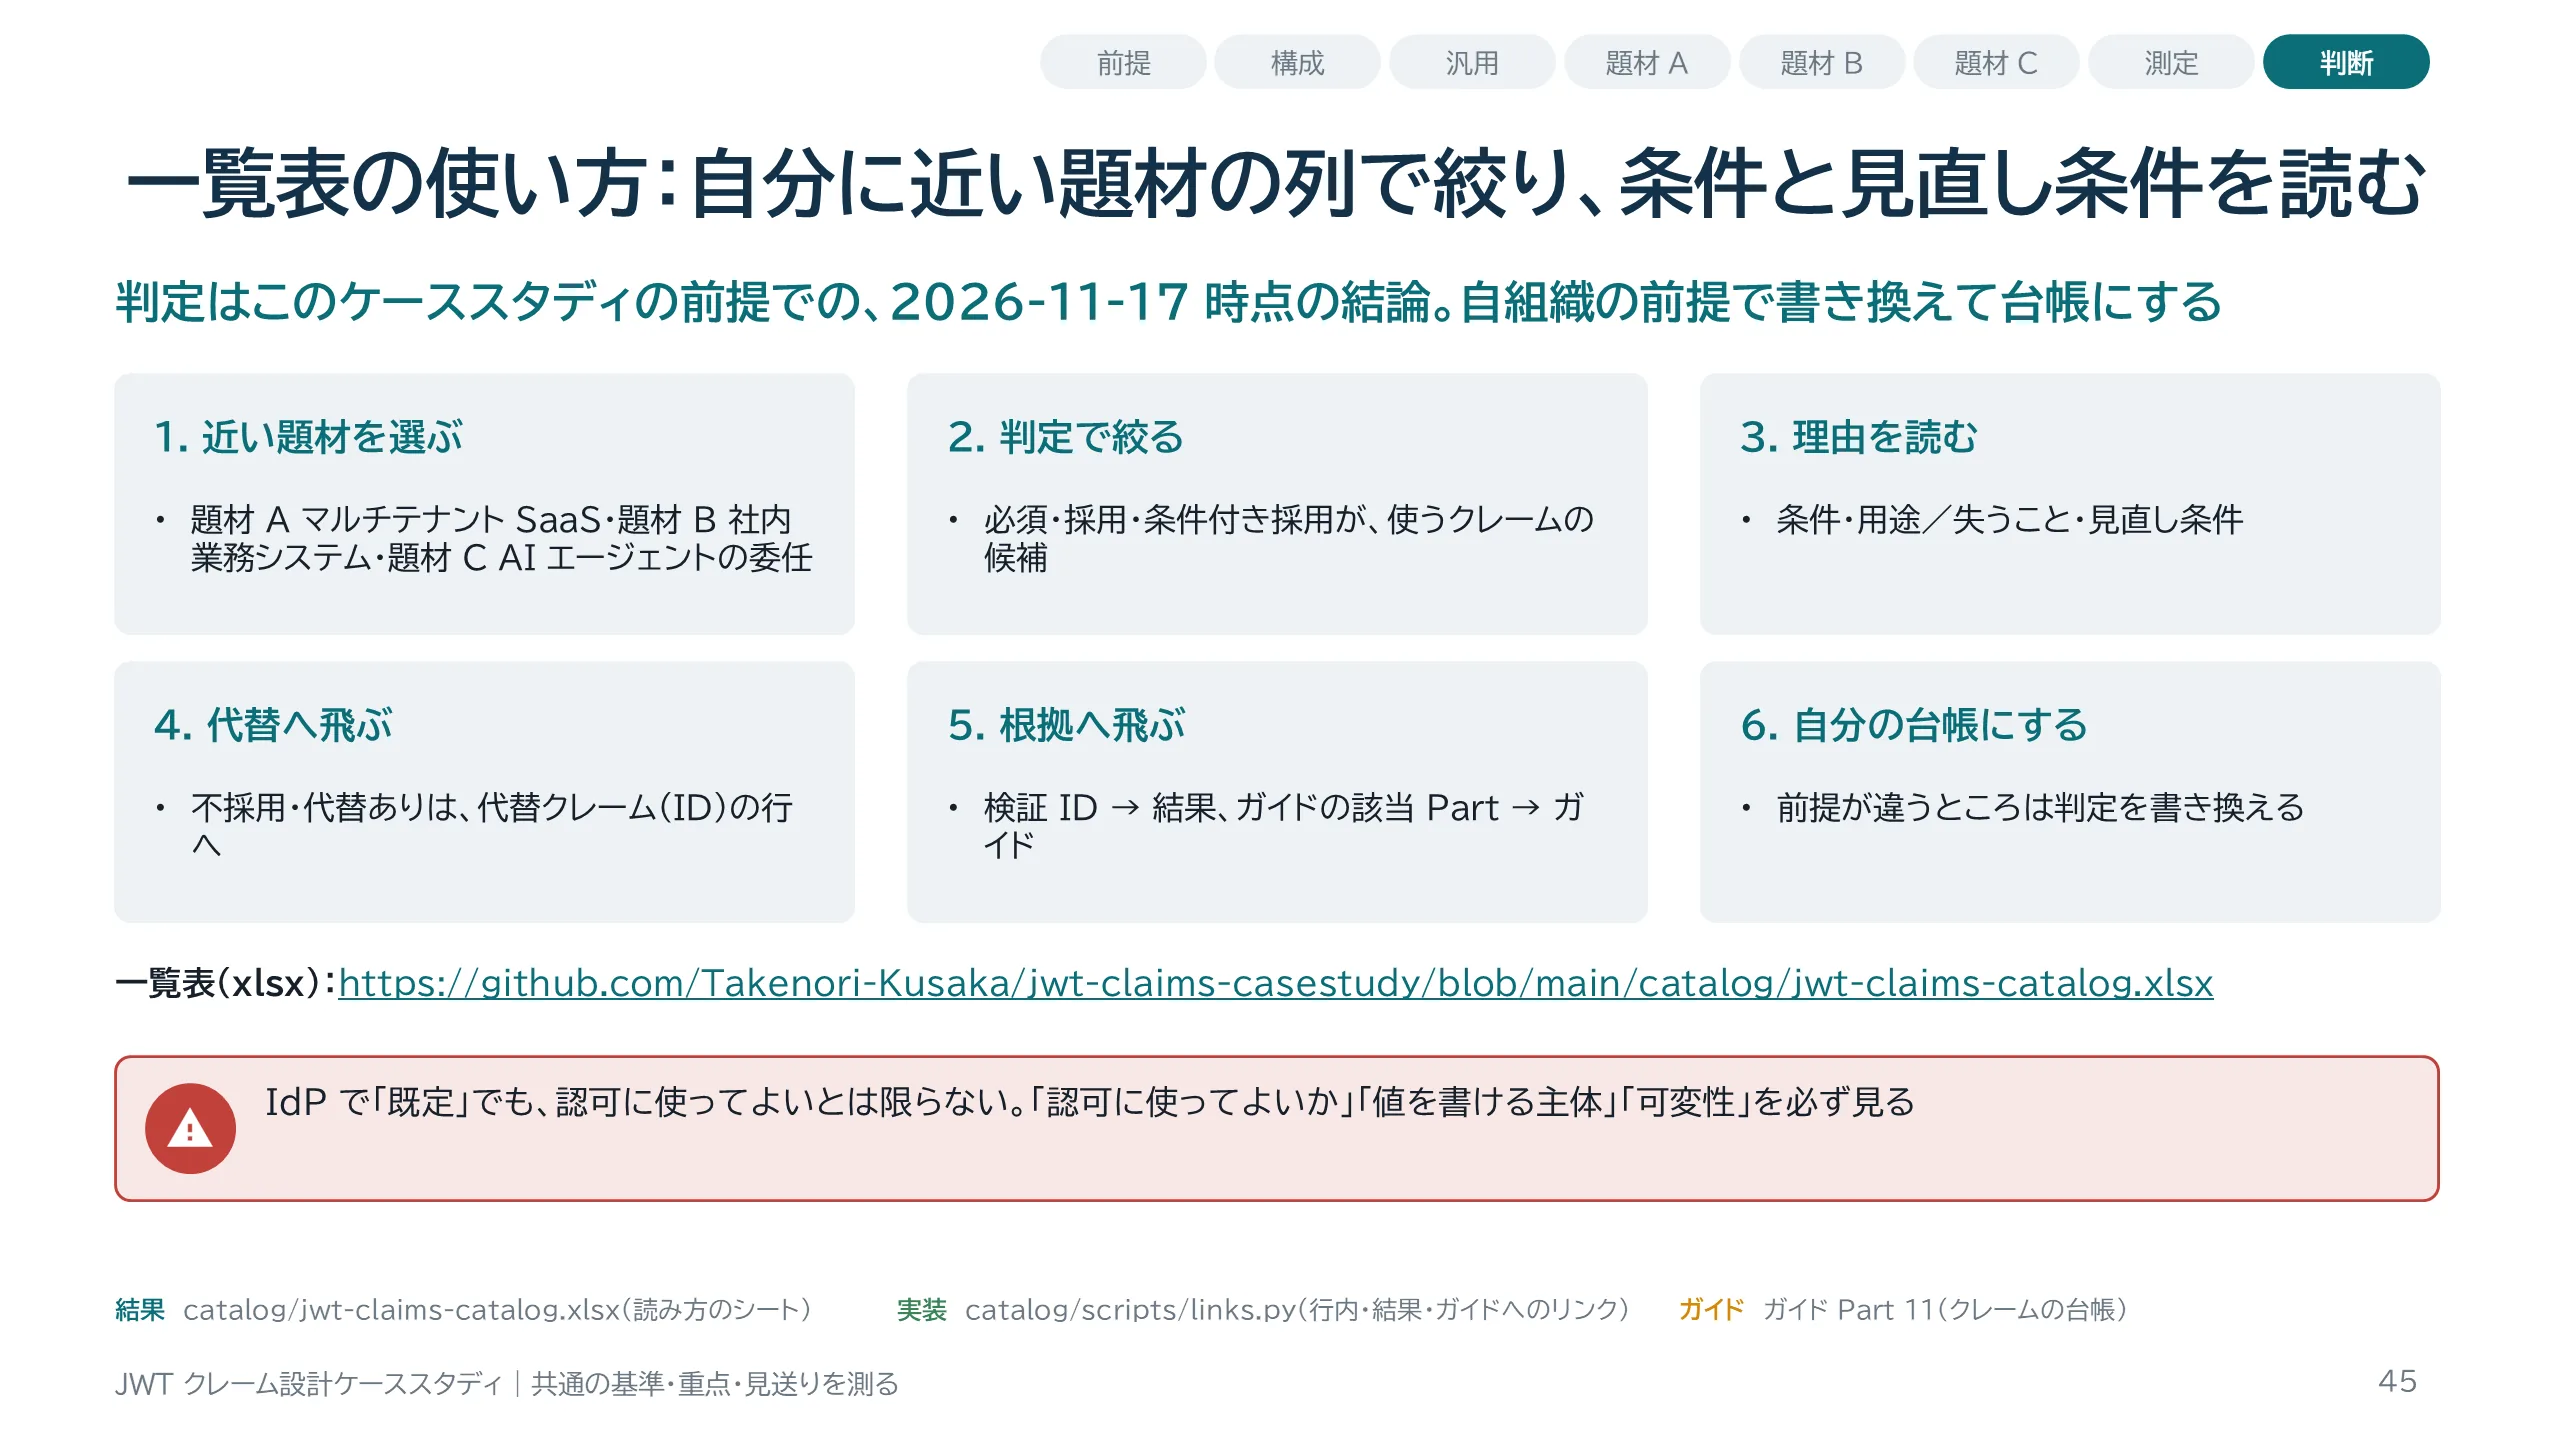 前提
構成
汎用
題材 A
題材 B
題材 C
測定
判断
一覧表の使い方：自分に近い題材の列で絞り、条件と見直し条件を読む
判定はこのケーススタディの前提での、2026-11-17 時点の結論。自組織の前提で書き換えて台帳にする
1. 近い題材を選ぶ
• 題材 A マルチテナント SaaS・題材 B 社内
業務システム・題材 C AI エージェントの委任
2. 判定で絞る
• 必須・採用・条件付き採用が、使うクレームの
候補
3. 理由を読む
• 条件・用途／失うこと・見直し条件
4. 代替へ飛ぶ
• 不採用・代替ありは、代替クレーム（ID）の行
へ
5. 根拠へ飛ぶ
• 検証 ID → 結果、ガイドの該当 Part → ガ
イド
6. 自分の台帳にする
• 前提が違うところは判定を書き換える
一覧表（xlsx）：https://github.com/Takenori-Kusaka/jwt-claims-casestudy/blob/main/catalog/jwt-claims-catalog.xlsx
IdP で「既定」でも、認可に使ってよいとは限らない。「認可に使ってよいか」「値を書ける主体」「可変性」を必ず見る
結果 catalog/jwt-claims-catalog.xlsx（読み方のシート）
実装 catalog/scripts/links.py（行内・結果・ガイドへのリンク）
ガイド ガイド Part 11（クレームの台帳）
JWT クレーム設計ケーススタディ｜共通の基準・重点・見送りを測る
45